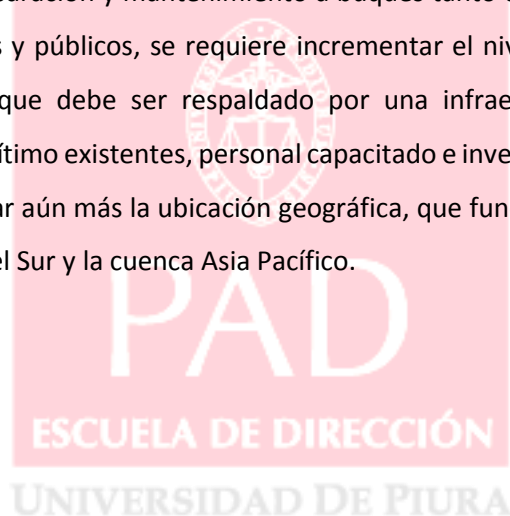 paración y mantenimiento a buques tanto
s y públicos, se requiere incrementar el niv
que debe ser respaldado por una infrae
ítimo existentes, personal capacitado e inve
ar aún más la ubicación geográfica, que fun
el Sur y la cuenca Asia Pacífico.
PAD
ESCUELA DE DIRECCIÓN
UNIVERSIDAD DE PIURA